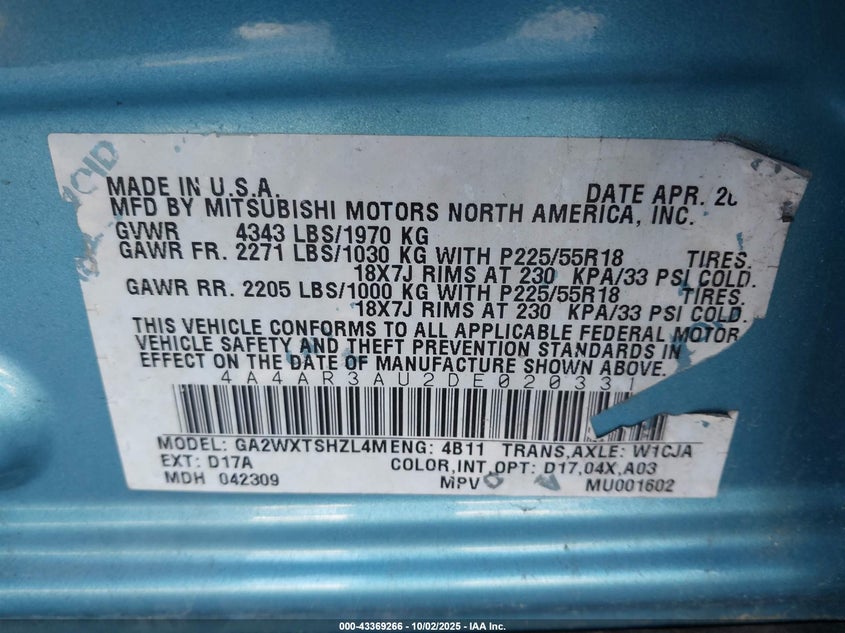 VOID
MADE IN U.S.A. DATE APR. 20
MFD BY MITSUBISHI MOTORS NORTH AMERICA, INC.
GVWR 4343 LBS/1970 KG
GAWR FR. 2271 LBS/1030 KG WITH P225/55R18 TIRES.
18X7J RIMS AT 230 KPA/33 PSI COLD.
GAWR RR. 2205 LBS/1000 KG WITH P225/55R18 TIRES.
18X7J RIMS AT 230 KPA/33 PSI COLD.
THIS VEHICLE CONFORMS TO ALL APPLICABLE FEDERAL MOTOR
VEHICLE SAFETY AND THEFT PREVENTION STANDARDS IN
EFFECT ON THE DATE OF MANUFACTURE SHOWN ABOVE.
4A4AR3AU2DE020331
MODEL: GA2WXTSHZL4M ENG: 4B11 TRANS,AXLE: W1CJA
EXT: D17A COLOR,INT,OPT: D17,04X,A03
MDH 042309 MPV MU001602
000-43369266 - 10/02/2025 - IAA Inc.